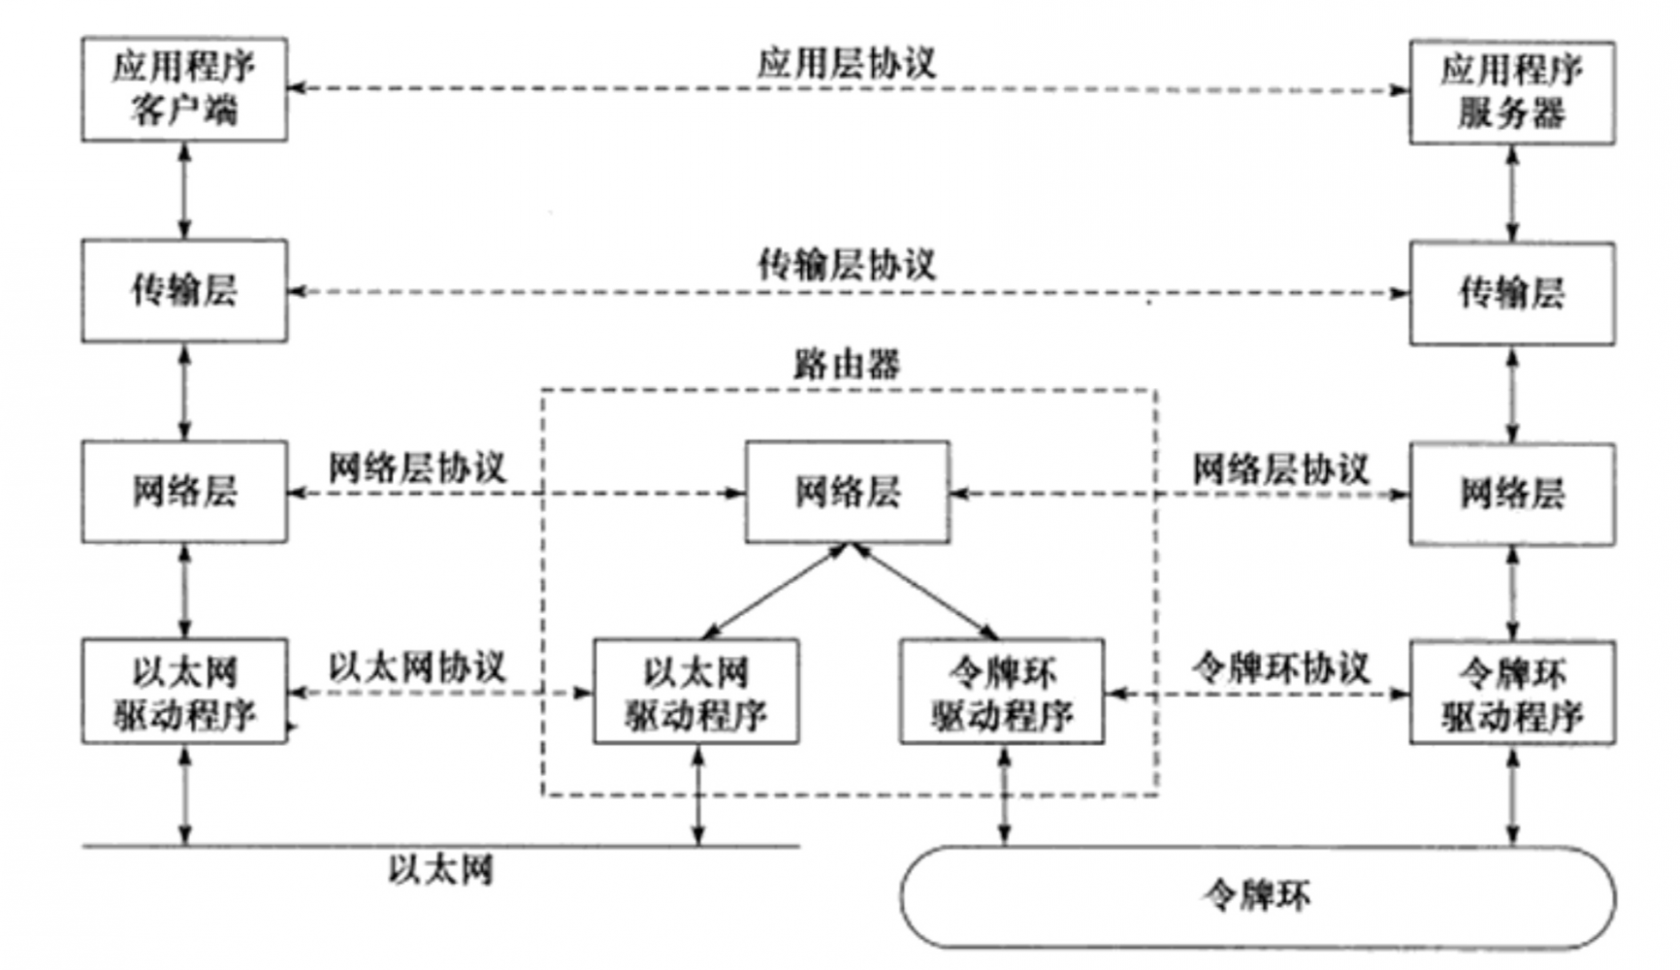 应用程序
客户端
应用层协议
应用程序
服务器
传输层
传输层协议
传输层
路由器
网络层
网络层协议
网络层
网络层协议
网络层
以太网
驱动程序
以太网协议
以太网
驱动程序
令牌环
驱动程序
令牌环协议
令牌环
驱动程序
以太网
令牌环